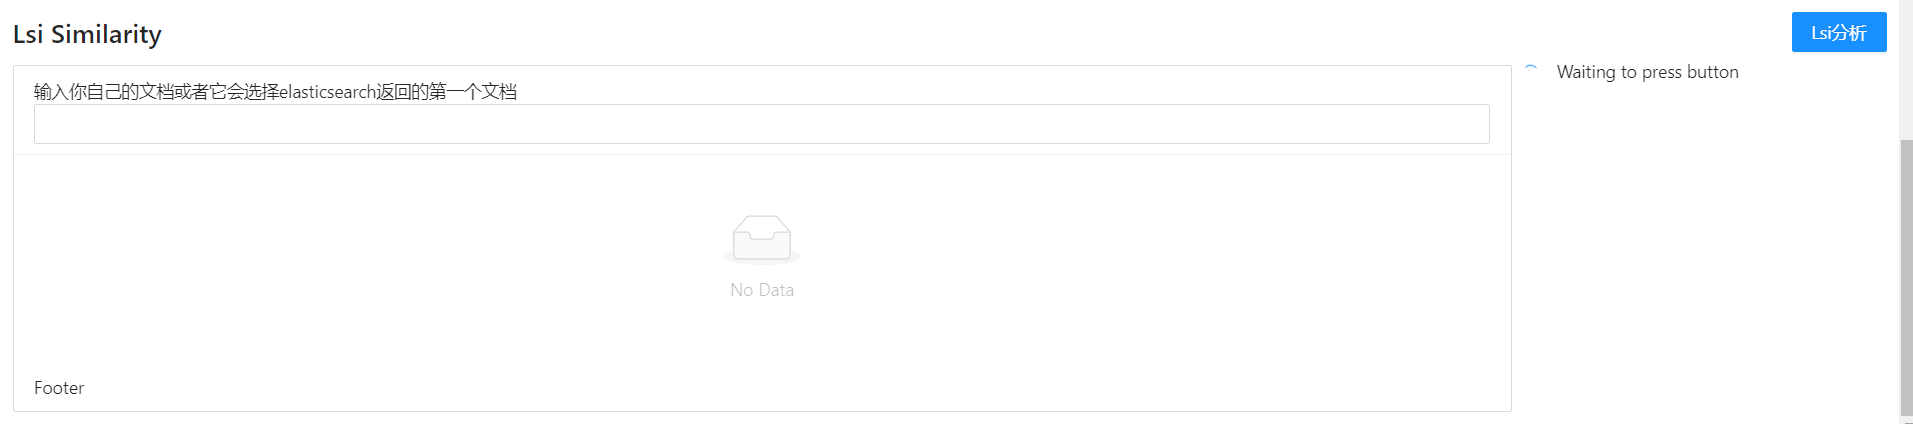 Lsi Similarity
Lsi分析
输入你自己的文档或者它会选择elasticsearch返回的第一个文档
Waiting to press button
No Data
Footer